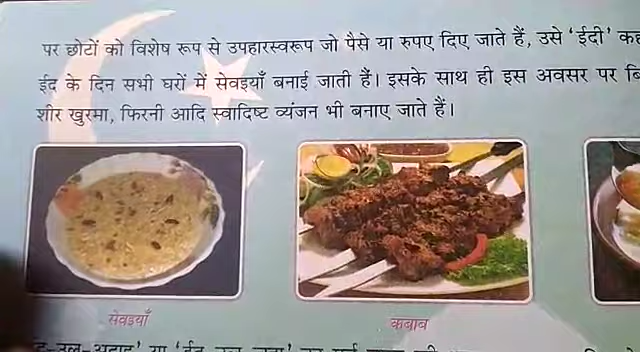 पर छोटों को विशेष रूप से उपहारस्वरूप जो पैसे या रुपए दिए जाते हैं, उसे 'ईदी'
ईद के दिन सभी घरों में सेवइयाँ बनाई जाती हैं। इसके साथ ही इस अवसर पर
शीर खुरमा, फिरनी आदि स्वादिष्ट व्यंजन भी बनाए जाते हैं।
सेवइयाँ
कबाब